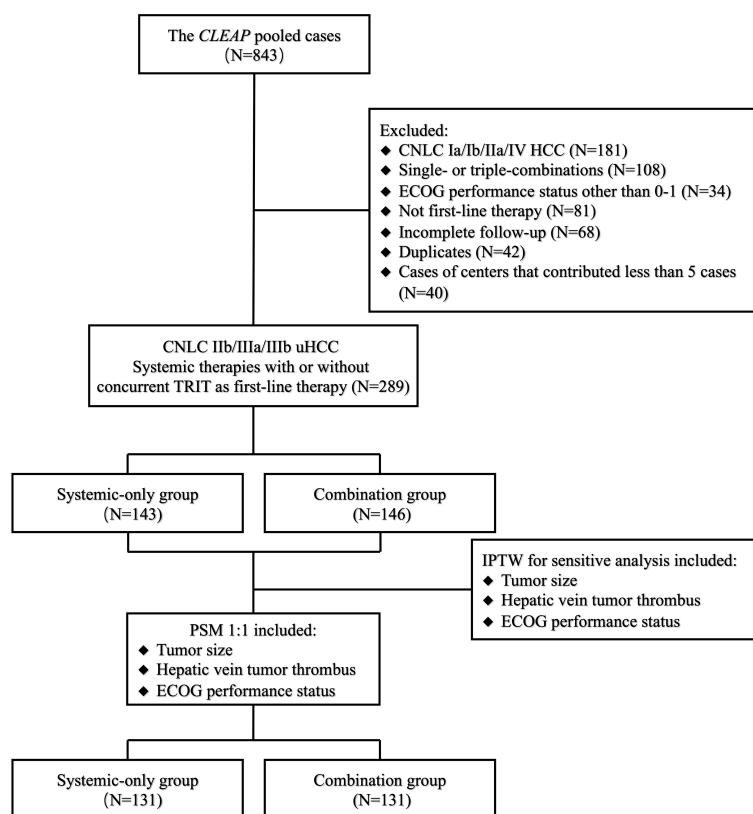 The CLEAP pooled cases
（N=843）
Excluded:
◆ CNLC Ia/Ib/IIa/IV HCC (N=181)
◆ Single- or triple-combinations (N=108)
◆ ECOG performance status other than 0-1 (N=34)
◆ Not first-line therapy (N=81)
◆ Incomplete follow-up (N=68)
◆ Duplicates (N=42)
◆ Cases of centers that contributed less than 5 cases
(N=40)
CNLC IIb/IIIa/IIIb uHCC
Systemic therapies with or without
concurrent TRIT as first-line therapy (N=289)
Systemic-only group
（N=143）
Combination group
(N=146)
IPTW for sensitive analysis included:
◆ Tumor size
◆ Hepatic vein tumor thrombus
◆ ECOG performance status
PSM 1:1 included:
◆ Tumor size
◆ Hepatic vein tumor thrombus
◆ ECOG performance status
Systemic-only group
（N=131）
Combination group
(N=131)